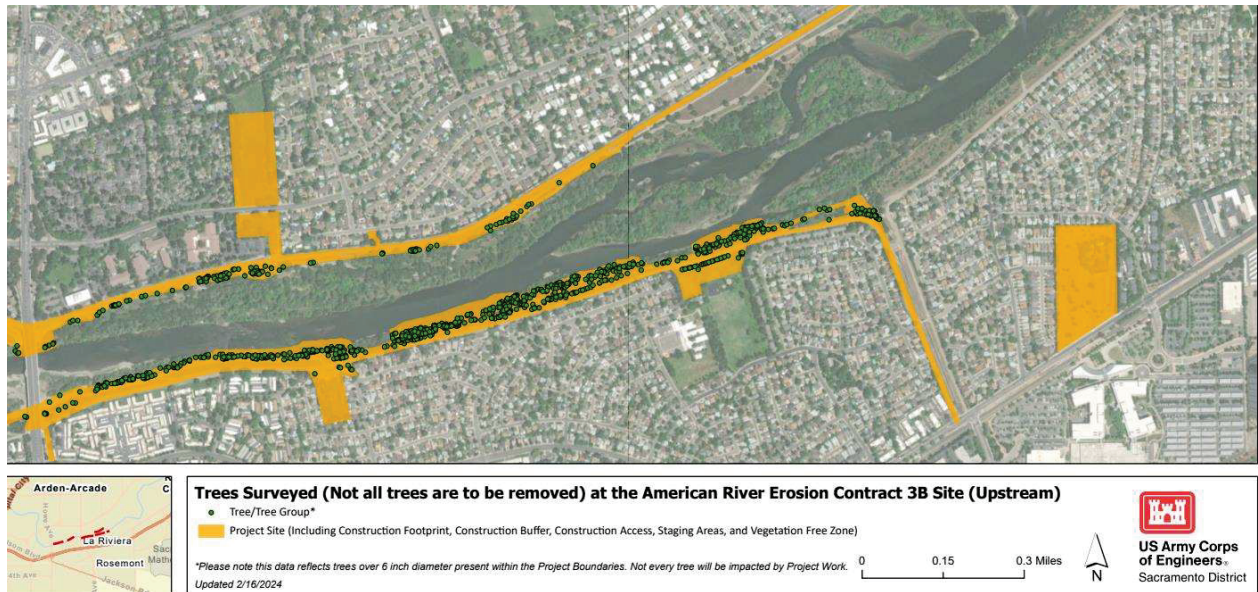 Arden-Arcade
Howe Ave
La Riviera
Rosemont
Jackson
Trees Surveyed (Not all trees are to be removed) at the American River Erosion Contract 3B Site (Upstream)
Tree/Tree Group*
Project Site (Including Construction Footprint, Construction Buffer, Construction Access, Staging Areas, and Vegetation Free Zone)
*Please note this data reflects trees over 6 inch diameter present within the Project Boundaries. Not every tree will be impacted by Project Work.
Updated 2/16/2024
0 0.15 0.3 Miles
N
US Army Corps
of Engineers®
Sacramento District